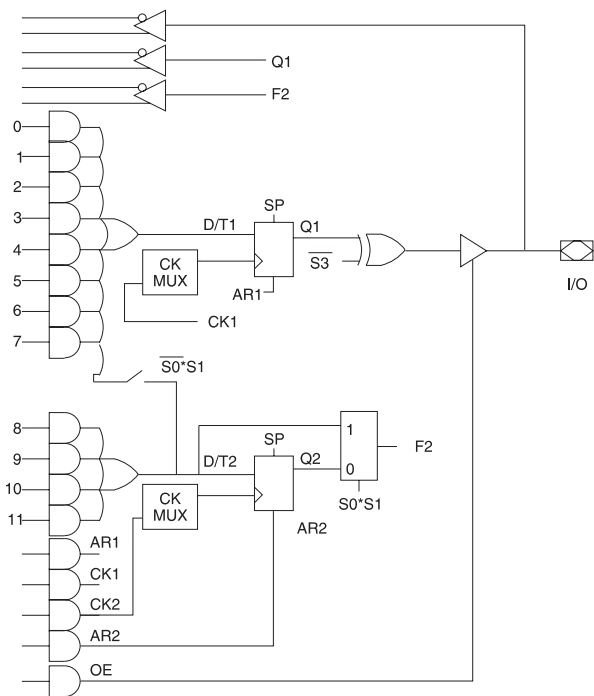 Q1
F2
0
1
2
3
4
5
6
7
D/T1
SP
Q1
S3
CK
MUX
AR1
CK1
I/O
S0*S1
8
9
10
11
D/T2
SP
Q2
1
0
F2
CK
MUX
S0*S1
AR2
AR1
CK1
CK2
AR2
OE